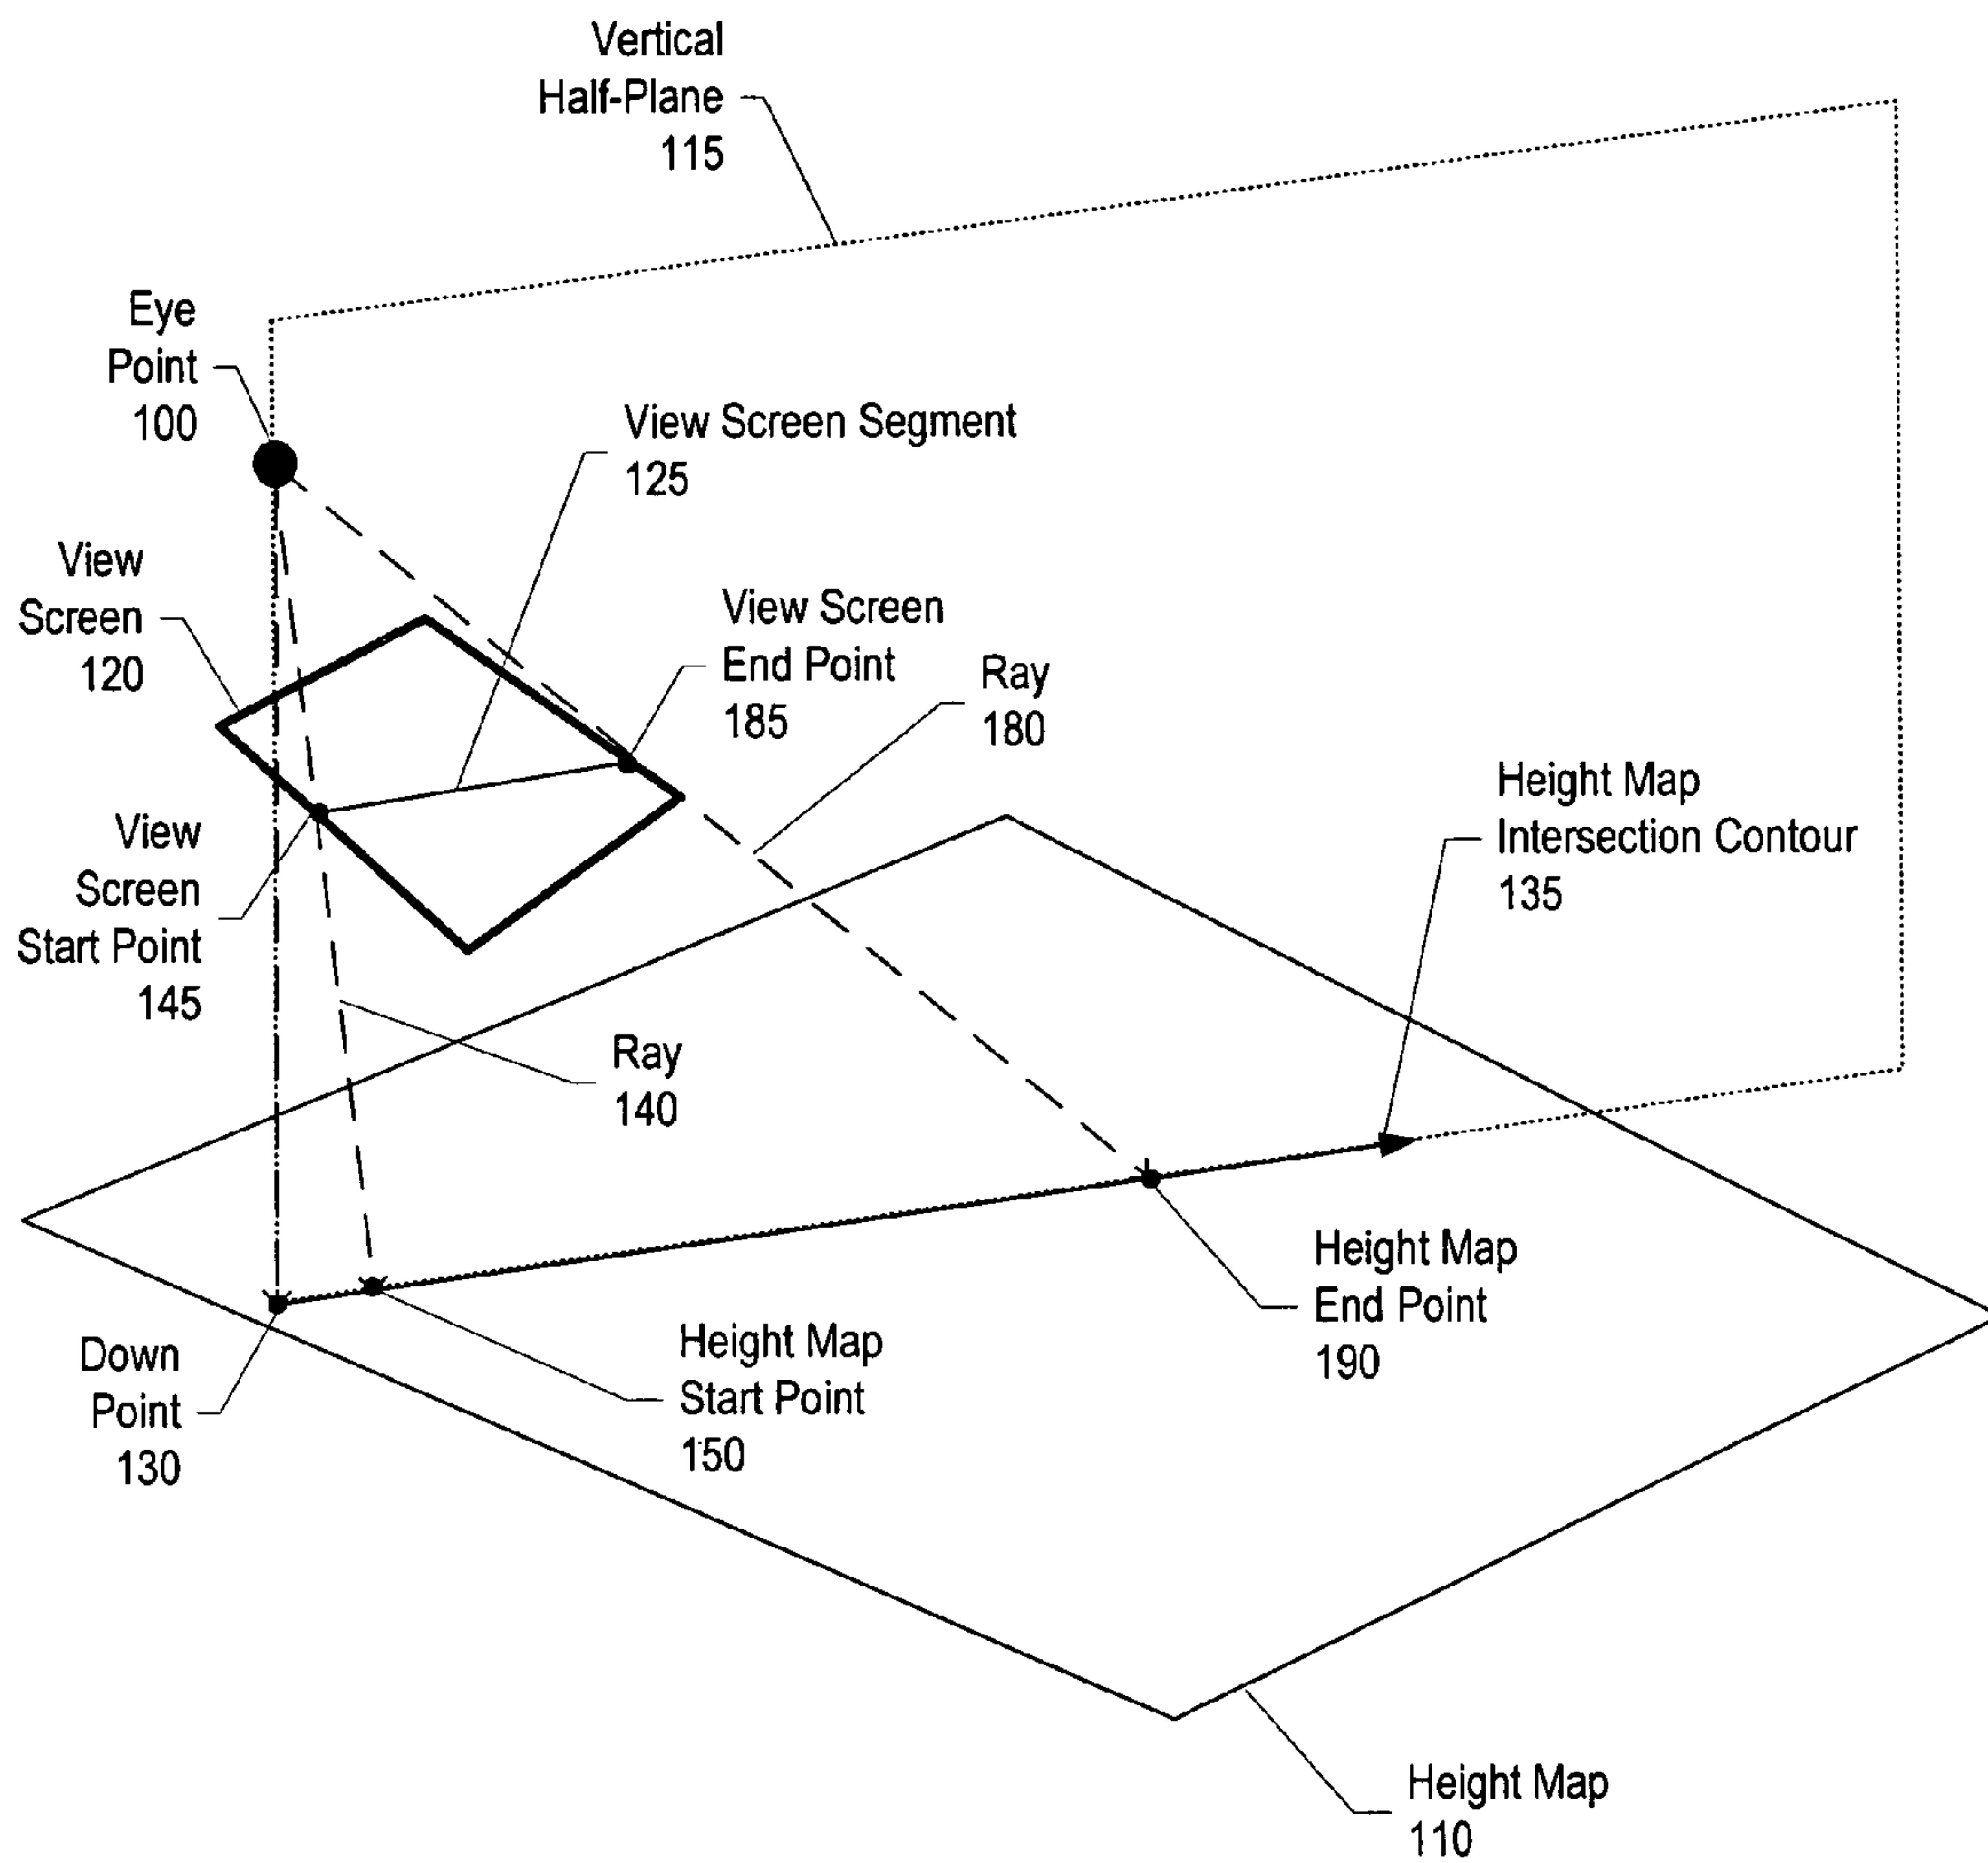 Vertical
Half-Plane
115
Eye
Point
100
View Screen Segment
125
View
Screen
120
View Screen
End Point
185
Ray
180
Height Map
Intersection Contour
135
View
Screen
Start Point
145
Ray
140
Height Map
End Point
190
Down
Point
130
Height Map
Start Point
150
Height Map
110